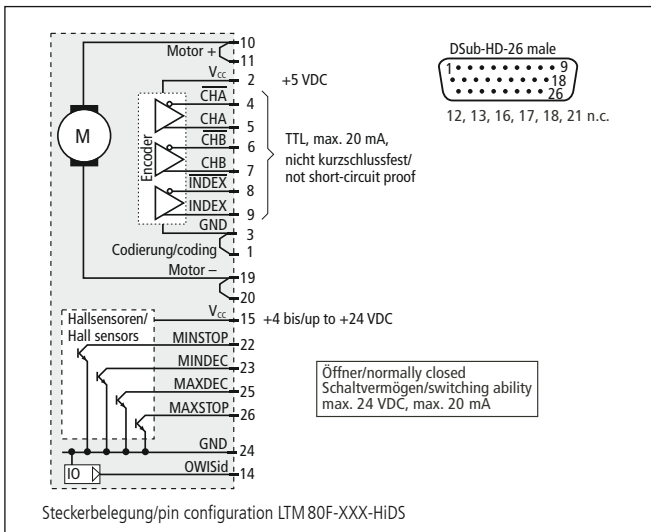 Motor + 10
11
Vcc 2 +5 VDC
CHA 4
CHA 5
CHB 6
CHB 7
INDEX 8
INDEX 9
GND 3
Codierung/coding 1
Motor – 19
20
M
Encoder
TTL, max. 20 mA,
nicht kurzschlussfest/
not short-circuit proof
DSub-HD-26 male
1 9
18
26
12, 13, 16, 17, 18, 21 n.c.
Hallsensoren/
Hall sensors
Vcc 15 +4 bis/up to +24 VDC
MINSTOP 22
MINDEC 23
MAXDEC 25
MAXSTOP 26
GND 24
IO OWISid 14
Öffner/normally closed
Schaltvermögen/switching ability
max. 24 VDC, max. 20 mA
Steckerbelegung/pin configuration LTM 80F-XXX-HiDS